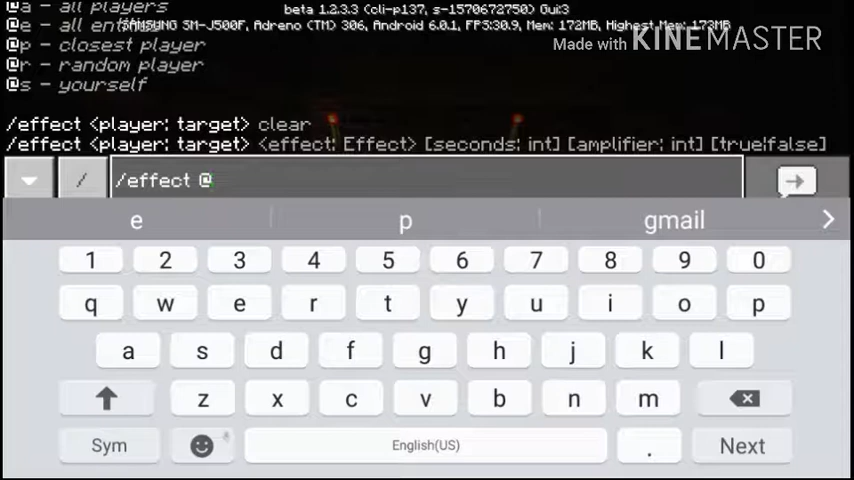 @a - all players
beta 1.2.3.3 (cli-p137, s-1570672750) Gui:3
@e - all
SAMSUNG SM-J500F, Adreno (TM) 306, Android 6.0.1, FPS:30.9, Mem: 172MB, Highest Mem: 173MB
Made with KINEMASTER
@p - closest player
@r - random player
@s - yourself
/effect <player: target> clear
/effect <player: target> <effect: Effect> [seconds: int] [amplifier: int] [true|false]
/ /effect @
e p gmail
1 2 3 4 5 6 7 8 9 0
q w e r t y u i o p
a s d f g h j k l
z x c v b n m
Sym English(US) . Next